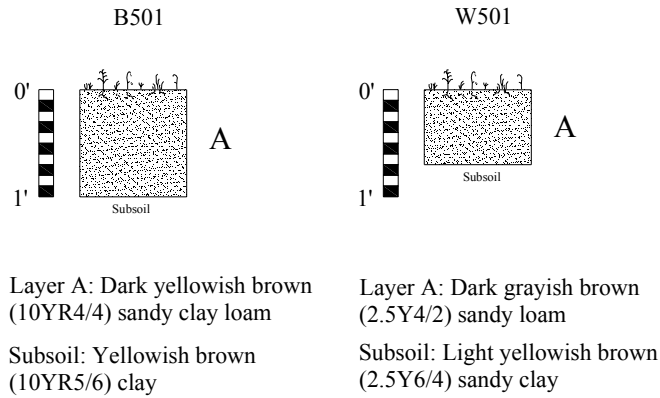 B501
0'
A
1'
Subsoil
Layer A: Dark yellowish brown
(10YR4/4) sandy clay loam
Subsoil: Yellowish brown
(10YR5/6) clay
W501
0'
A
1'
Subsoil
Layer A: Dark grayish brown
(2.5Y4/2) sandy loam
Subsoil: Light yellowish brown
(2.5Y6/4) sandy clay